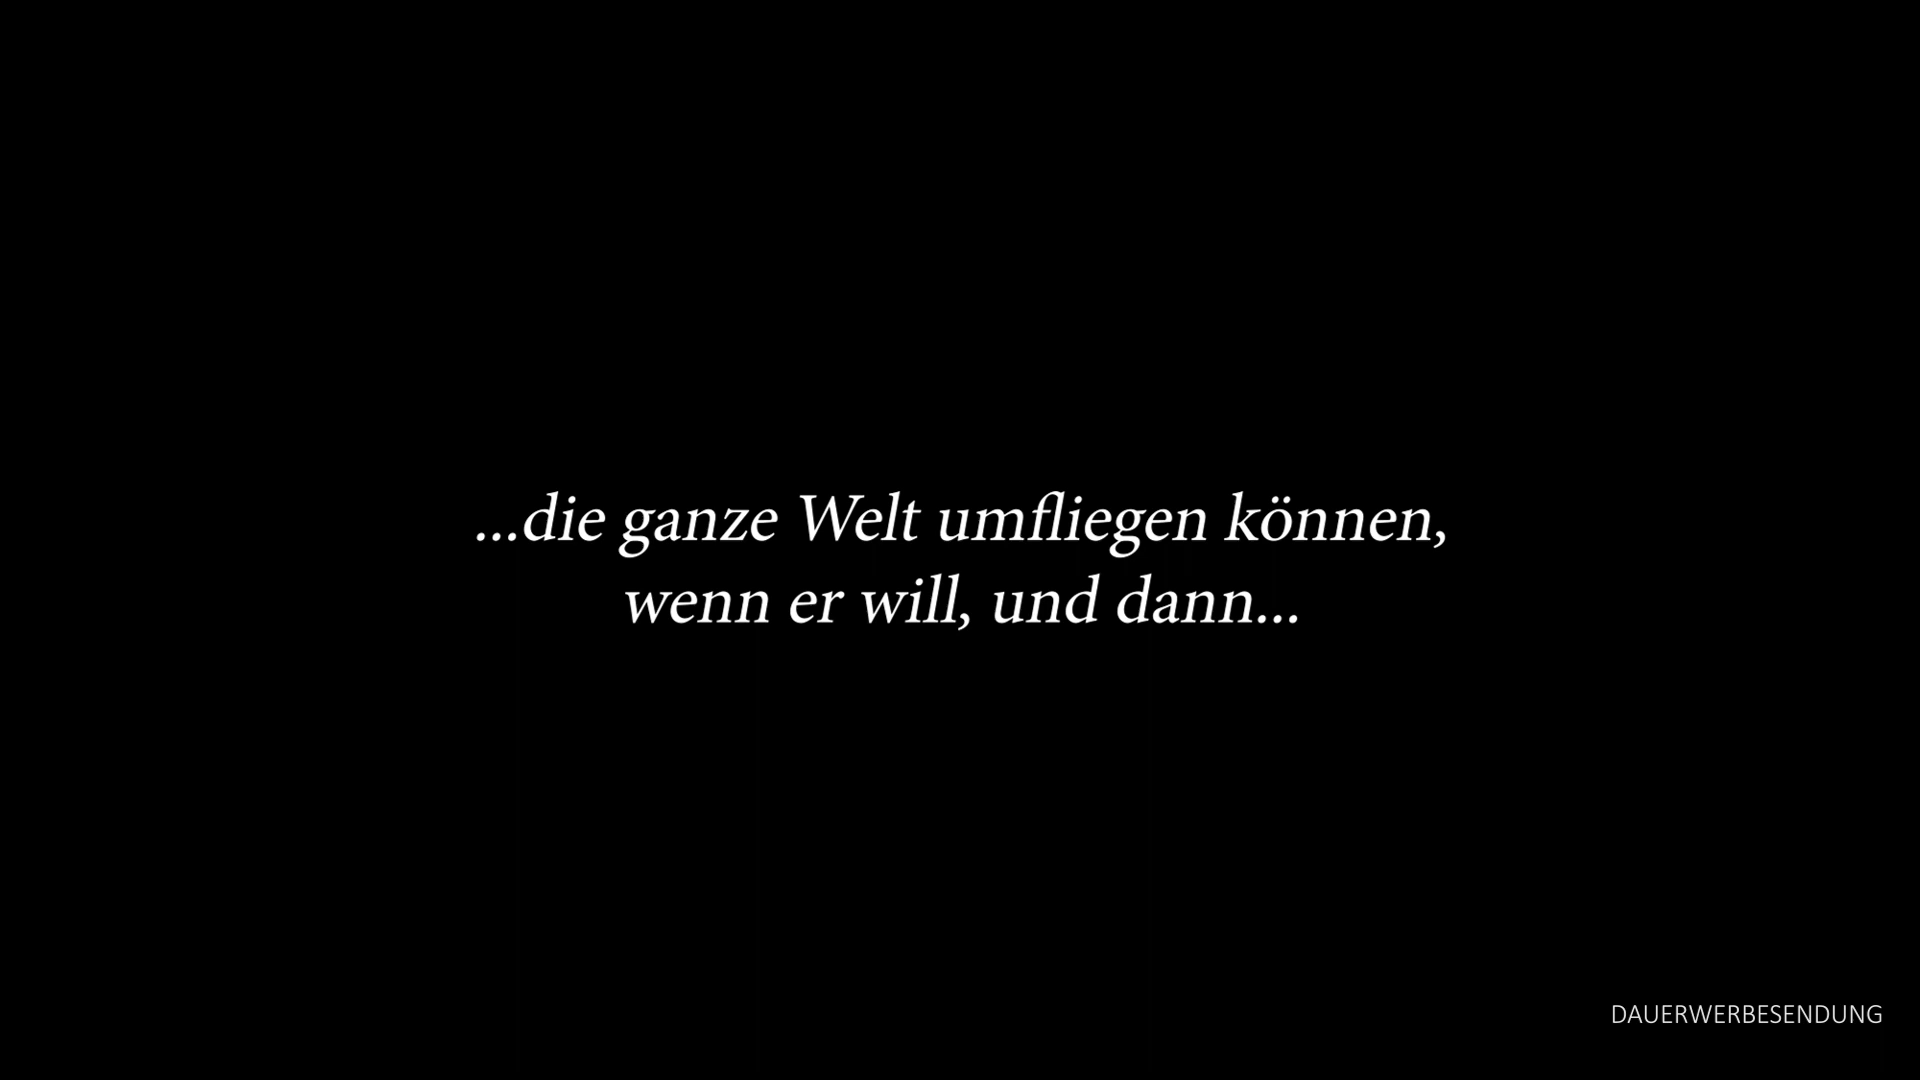 ...die ganze Welt umfliegen können,
wenn er will, und dann...
DAUERWERBESENDUNG